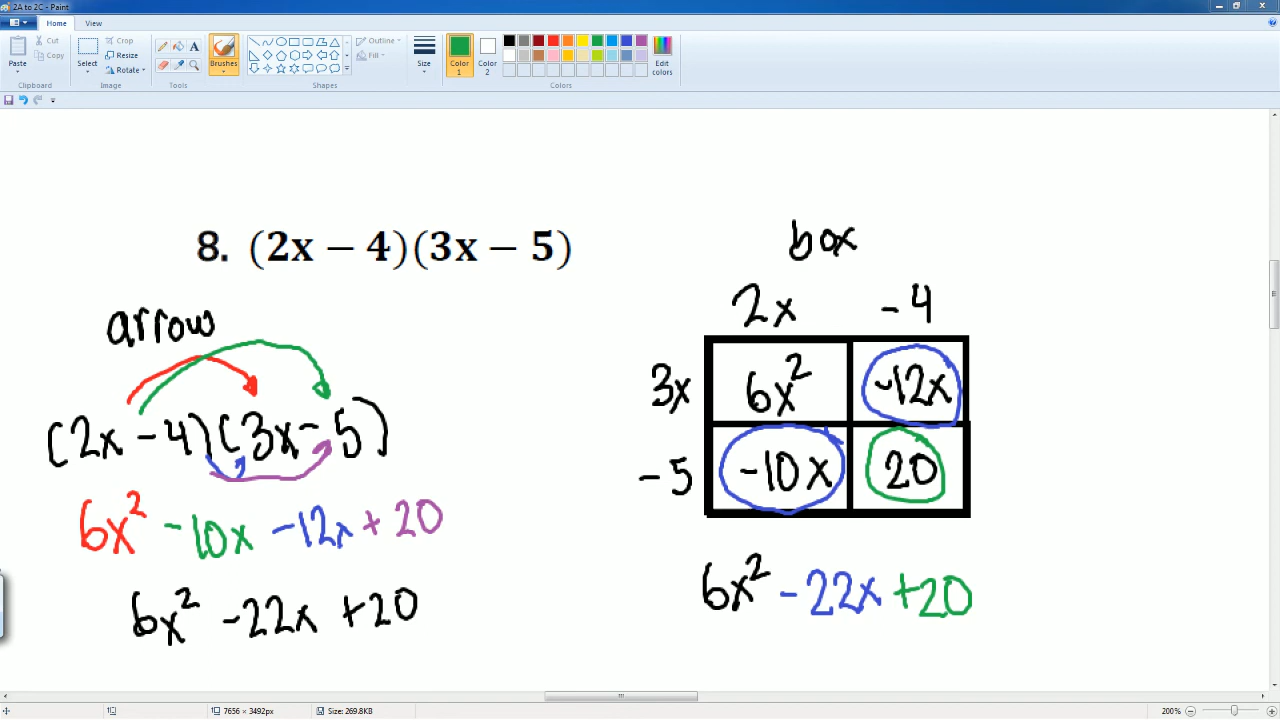 2A to 2C - Paint
Home View
Paste Cut Copy Select Crop Resize Rotate Brushes Outline Fill Size Color 1 Color 2 Edit colors
Clipboard Image Tools Shapes Colors
8. (2x − 4)(3x − 5)
arrow
(2x - 4)(3x - 5)
6x² - 10x - 12x + 20
6x² - 22x + 20
box
2x - 4
3x 6x² -12x
- 5 -10x 20
6x² - 22x + 20
7656 × 3492px Size: 269.8KB 200%